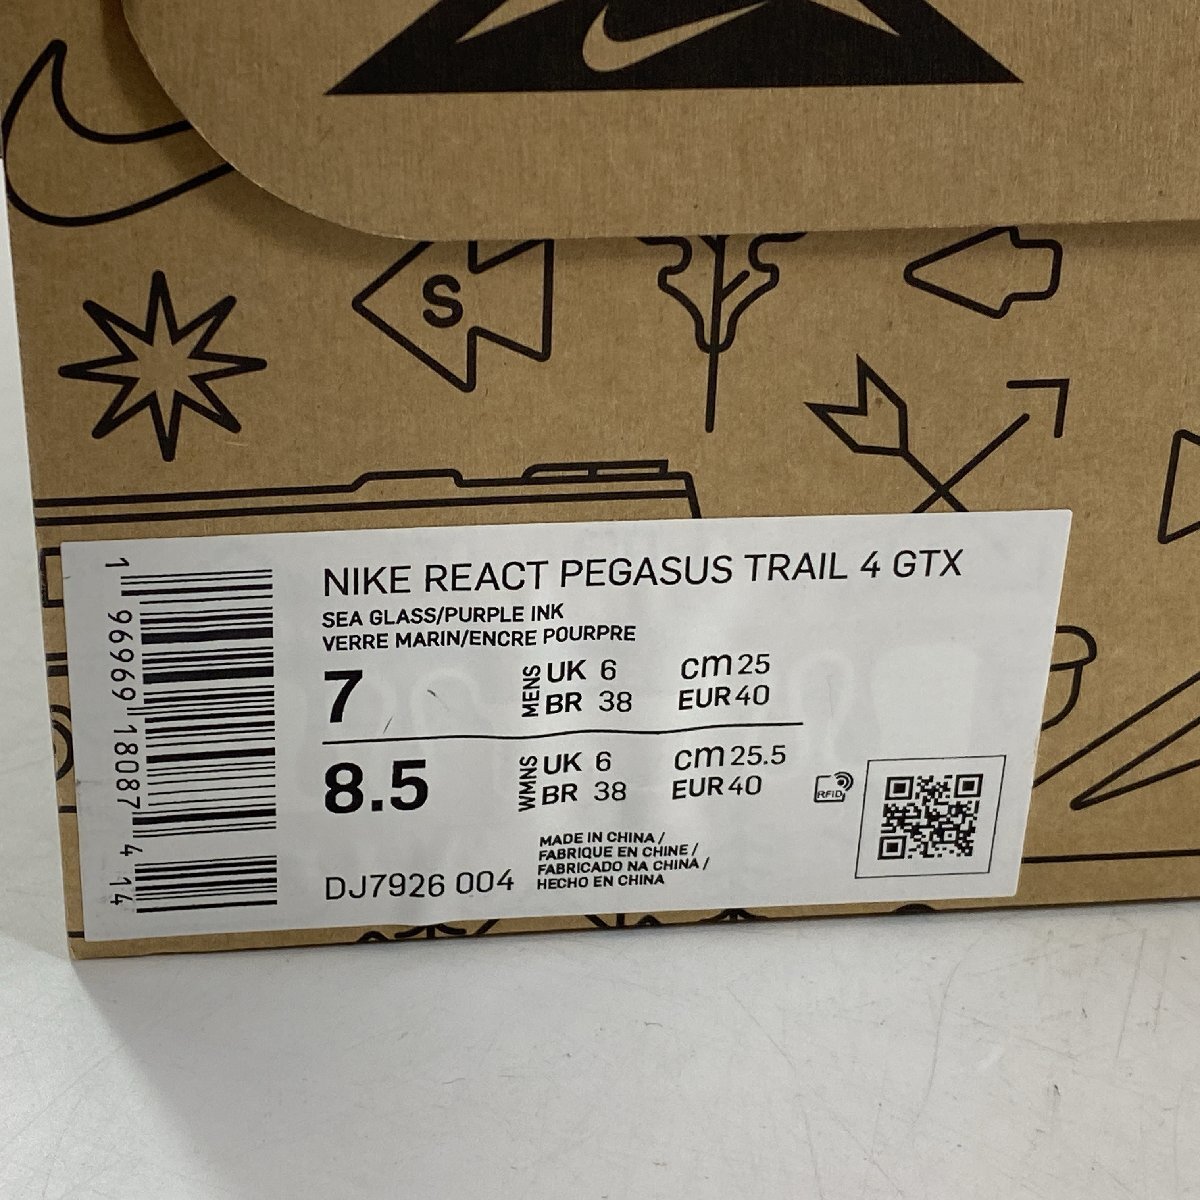 S
NIKE REACT PEGASUS TRAIL 4 GTX
SEA GLASS/PURPLE INK
VERRE MARIN/ENCRE POURPRE
7 MENS UK 6 cm 25
BR 38 EUR 40
8.5 WMNS UK 6 cm 25.5
BR 38 EUR 40
RFID
MADE IN CHINA /
FABRIQUE EN CHINE /
FABRICADO NA CHINA /
HECHO EN CHINA
DJ7926 004
1 96969 18087 4 14